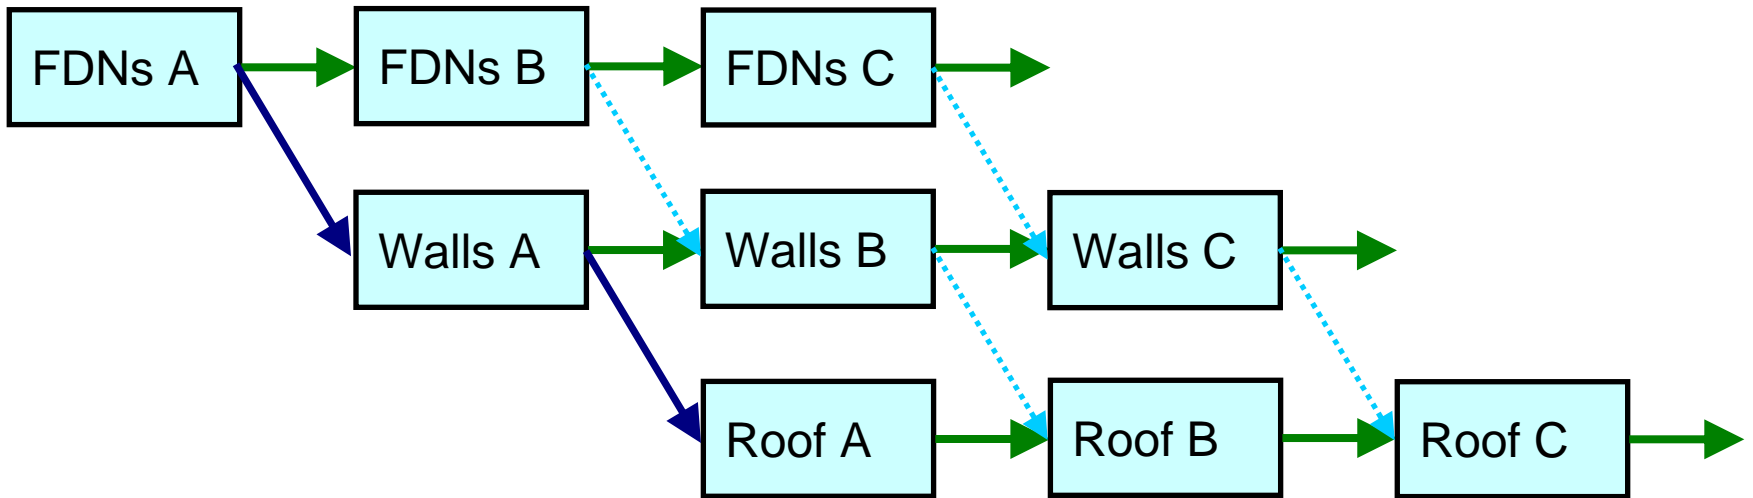 FDNs A
FDNs B
FDNs C
Walls A
Walls B
Walls C
Roof A
Roof B
Roof C